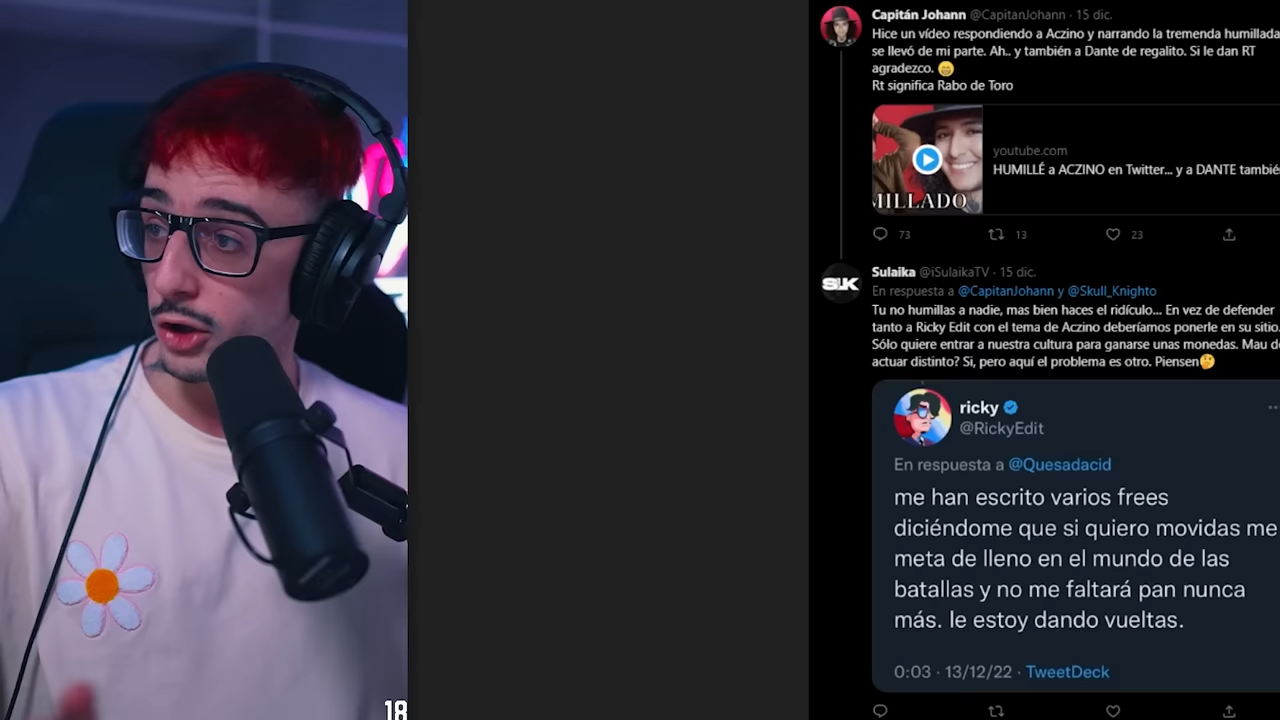 Capitán Johann @CapitanJohann · 15 dic.
Hice un vídeo respondiendo a Aczino y narrando la tremenda humillada
se llevó de mi parte. Ah.. y también a Dante de regalito. Si le dan RT
agradezco. 😁
Rt significa Rabo de Toro
MILLADO
youtube.com
HUMILLÉ a ACZINO en Twitter... y a DANTE tambié
73 13 23
SLK
Sulaika @iSulaikaTV · 15 dic.
En respuesta a @CapitanJohann y @Skull_Knighto
Tu no humillas a nadie, mas bien haces el ridículo... En vez de defender
tanto a Ricky Edit con el tema de Aczino deberíamos ponerle en su sitio.
Sólo quiere entrar a nuestra cultura para ganarse unas monedas. Mau d
actuar distinto? Si, pero aquí el problema es otro. Piensen🤔
ricky
@RickyEdit
En respuesta a @Quesadacid
me han escrito varios frees
diciéndome que si quiero movidas me
meta de lleno en el mundo de las
batallas y no me faltará pan nunca
más. le estoy dando vueltas.
0:03 · 13/12/22 · TweetDeck
18